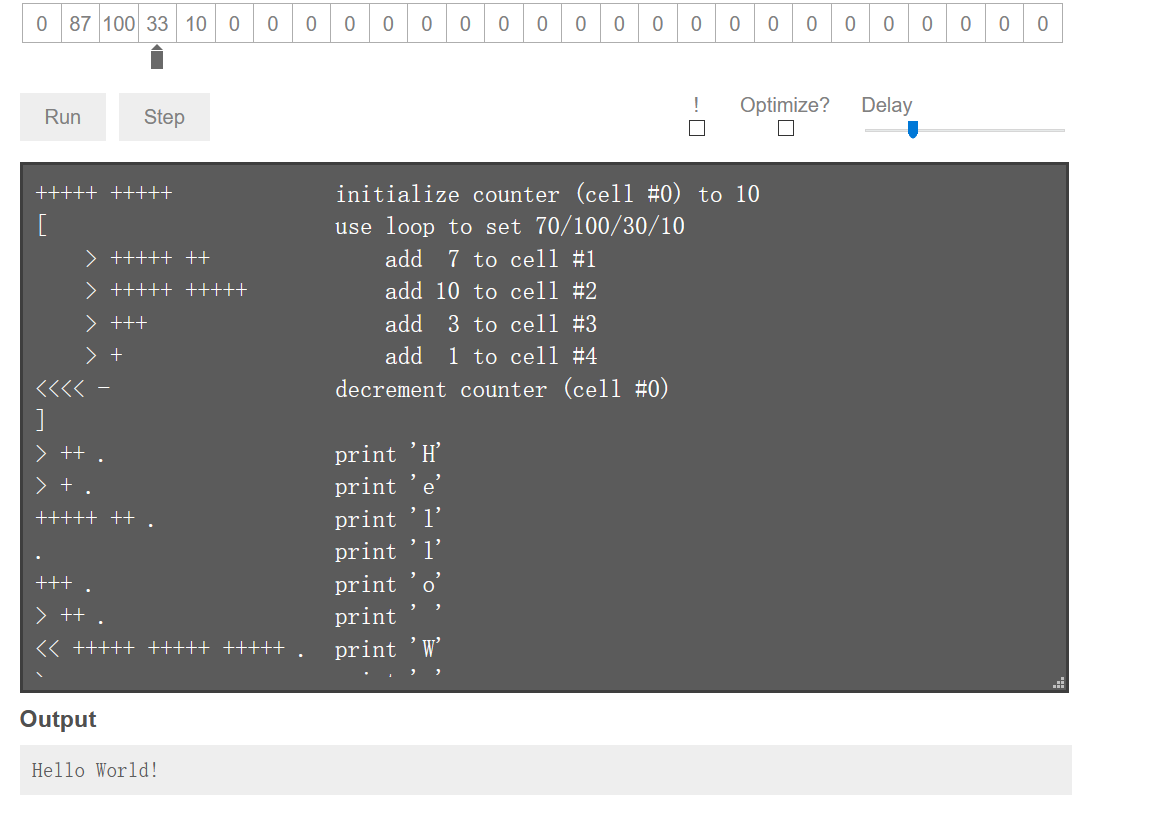 0 87 100 33 10 0 0 0 0 0 0 0 0 0 0 0 0 0 0 0 0 0 0 0 0 0 0
! Optimize? Delay
Run Step
+++++ +++++ initialize counter (cell #0) to 10
[ use loop to set 70/100/30/10
> +++++ ++ add 7 to cell #1
> +++++ +++++ add 10 to cell #2
> +++ add 3 to cell #3
> + add 1 to cell #4
<<<< - decrement counter (cell #0)
]
> ++ . print 'H'
> + . print 'e'
+++++ ++ . print 'l'
. print 'l'
+++ . print 'o'
> ++ . print ' '
<< +++++ +++++ +++++ . print 'W'
Output
Hello World!